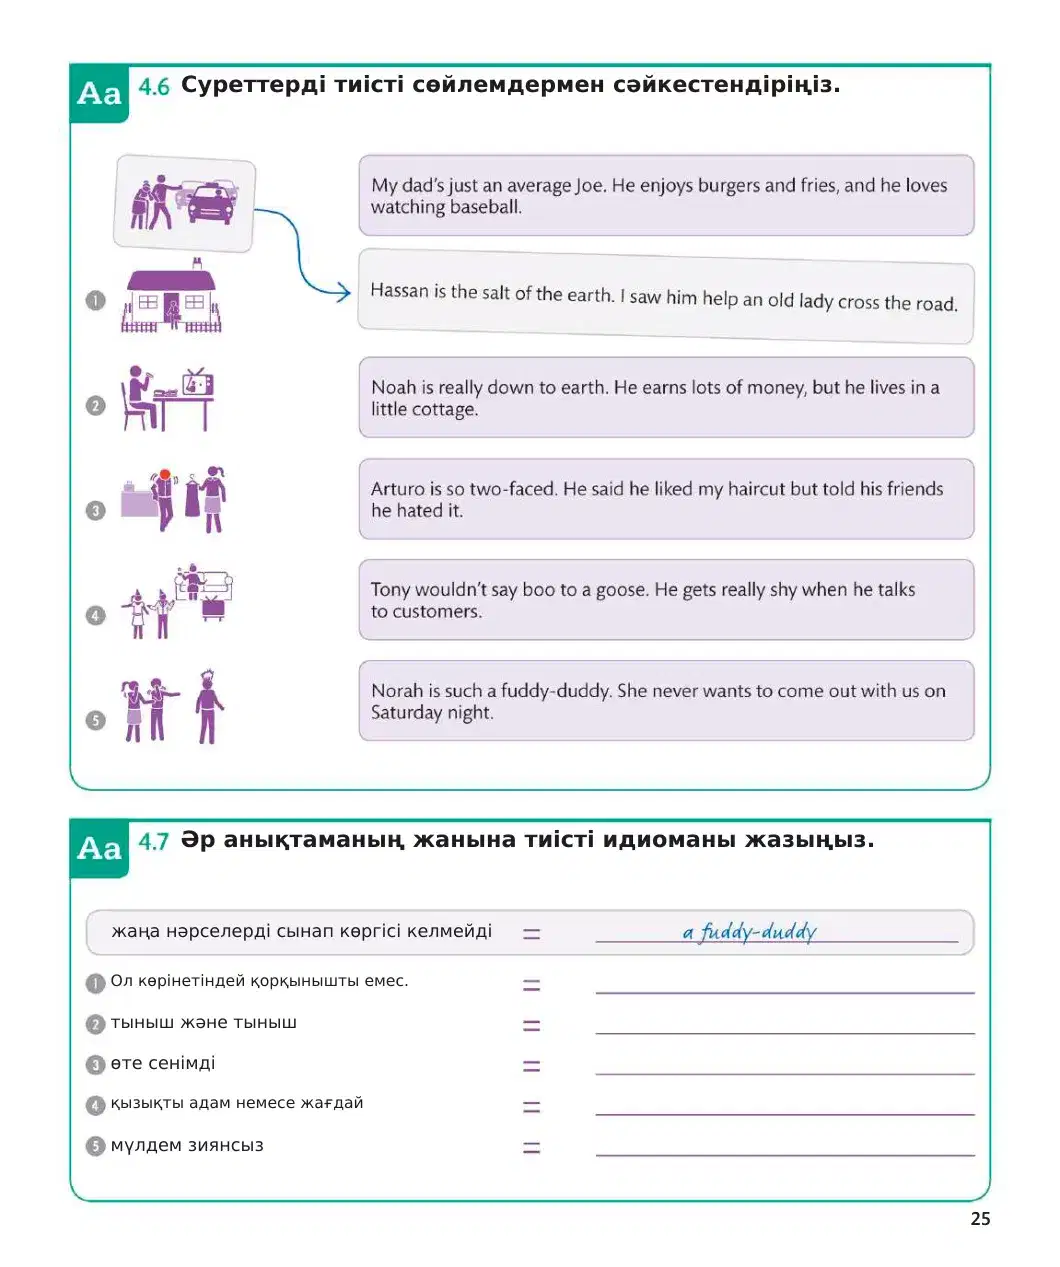 Aa 4.6 Суреттерді тиісті сөйлемдермен сәйкестендіріңіз.
My dad's just an average Joe. He enjoys burgers and fries, and he loves
watching baseball.
1
Hassan is the salt of the earth. I saw him help an old lady cross the road.
2
Noah is really down to earth. He earns lots of money, but he lives in a
little cottage.
3
Arturo is so two-faced. He said he liked my haircut but told his friends
he hated it.
4
Tony wouldn't say boo to a goose. He gets really shy when he talks
to customers.
5
Norah is such a fuddy-duddy. She never wants to come out with us on
Saturday night.
Aa 4.7 Әр анықтаманың жанына тиісті идиоманы жазыңыз.
жаңа нәрселерді сынап көргісі келмейді = a fuddy-duddy
1 Ол көрінетіндей қорқынышты емес. =
2 тыныш және тыныш =
3 өте сенімді =
4 қызықты адам немесе жағдай =
5 мүлдем зиянсыз =
25